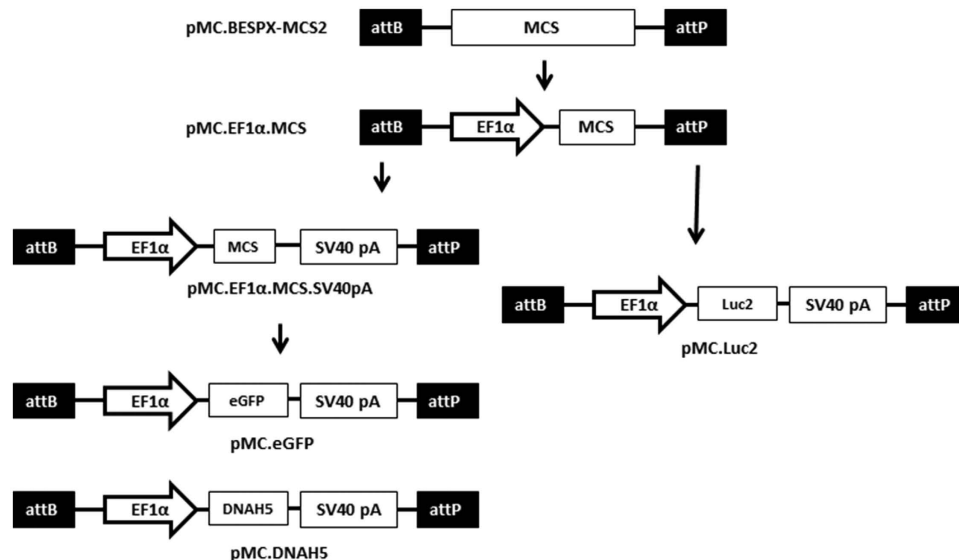 pMC.BESPX-MCS2 attB MCS attP
pMC.EF1α.MCS attB EF1α MCS attP
attB EF1α MCS SV40 pA attP
pMC.EF1α.MCS.SV40pA
attB EF1α Luc2 SV40 pA attP
pMC.Luc2
attB EF1α eGFP SV40 pA attP
pMC.eGFP
attB EF1α DNAH5 SV40 pA attP
pMC.DNAH5